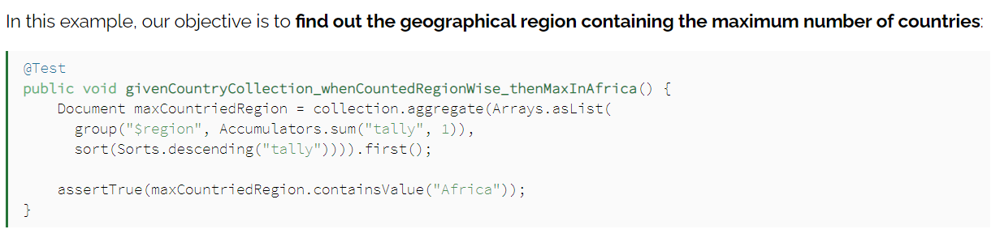 In this example, our objective is to find out the geographical region containing the maximum number of countries:
@Test
public void givenCountryCollection_whenCountedRegionWise_thenMaxInAfrica() {
    Document maxCountriedRegion = collection.aggregate(Arrays.asList(
      group("$region", Accumulators.sum("tally", 1)),
      sort(Sorts.descending("tally")))).first();

    assertTrue(maxCountriedRegion.containsValue("Africa"));
}